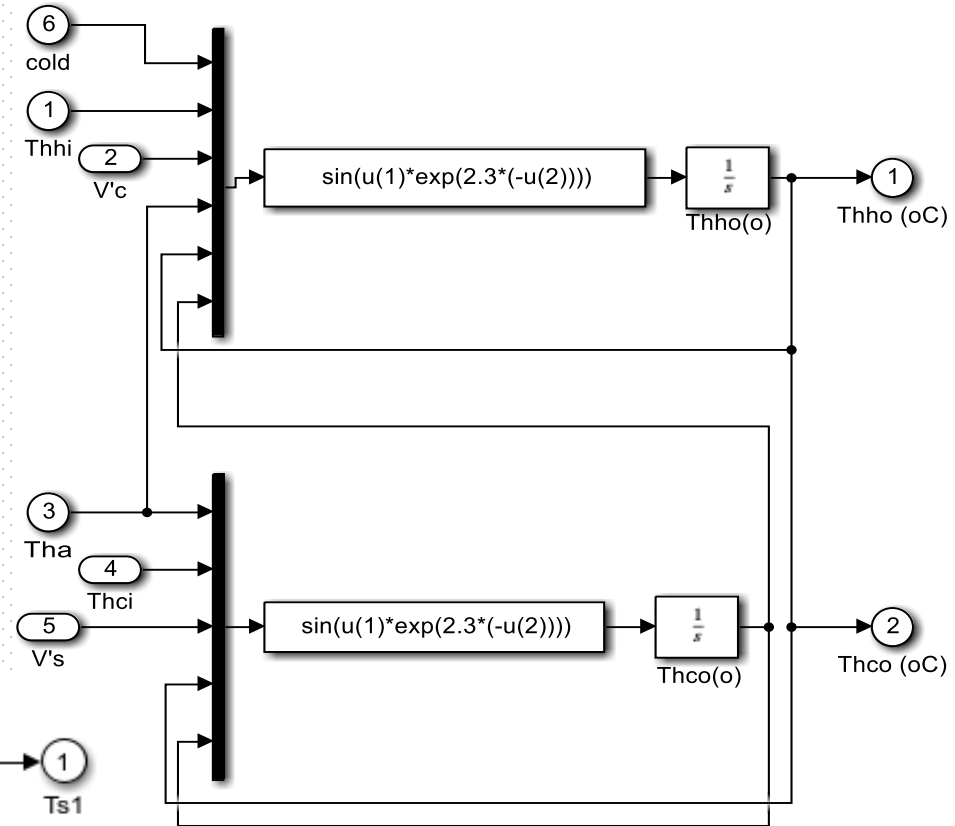 6
cold
1
Thhi
2
V'c
sin(u(1)*exp(2.3*(-u(2))))
1
s
Thho(o)
1
Thho (oC)
3
Tha
4
Thci
5
V's
sin(u(1)*exp(2.3*(-u(2))))
1
s
Thco(o)
2
Thco (oC)
1
Ts1